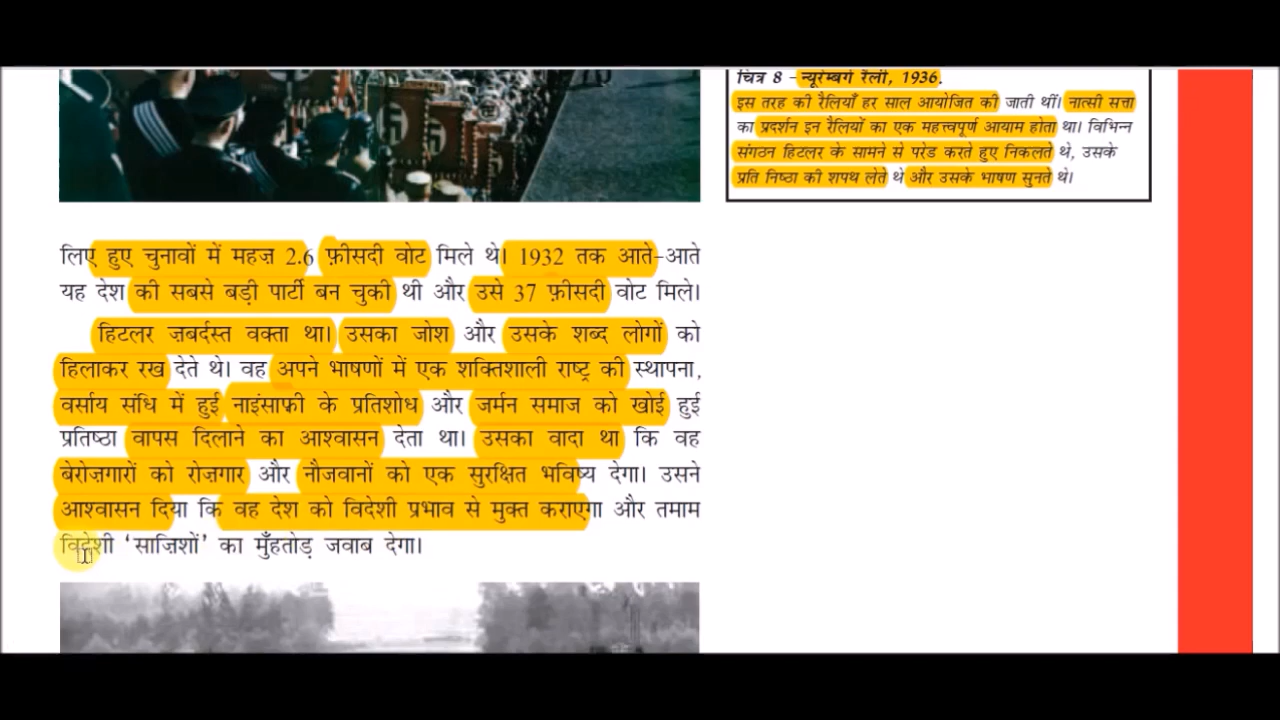 चित्र 8 – न्यूरेम्बर्ग रैली, 1936.
इस तरह की रैलियाँ हर साल आयोजित की जाती थीं। नात्सी सत्ता
का प्रदर्शन इन रैलियों का एक महत्त्वपूर्ण आयाम होता था। विभिन्न
संगठन हिटलर के सामने से परेड करते हुए निकलते थे, उसके
प्रति निष्ठा की शपथ लेते थे और उसके भाषण सुनते थे।
लिए हुए चुनावों में महज़ 2.6 फ़ीसदी वोट मिले थे। 1932 तक आते-आते
यह देश की सबसे बड़ी पार्टी बन चुकी थी और उसे 37 फ़ीसदी वोट मिले।
हिटलर ज़बर्दस्त वक्ता था। उसका जोश और उसके शब्द लोगों को
हिलाकर रख देते थे। वह अपने भाषणों में एक शक्तिशाली राष्ट्र की स्थापना,
वर्साय संधि में हुई नाइंसाफ़ी के प्रतिशोध और जर्मन समाज को खोई हुई
प्रतिष्ठा वापस दिलाने का आश्वासन देता था। उसका वादा था कि वह
बेरोज़गारों को रोज़गार और नौजवानों को एक सुरक्षित भविष्य देगा। उसने
आश्वासन दिया कि वह देश को विदेशी प्रभाव से मुक्त कराएगा और तमाम
विदेशी ‘साज़िशों’ का मुँहतोड़ जवाब देगा।